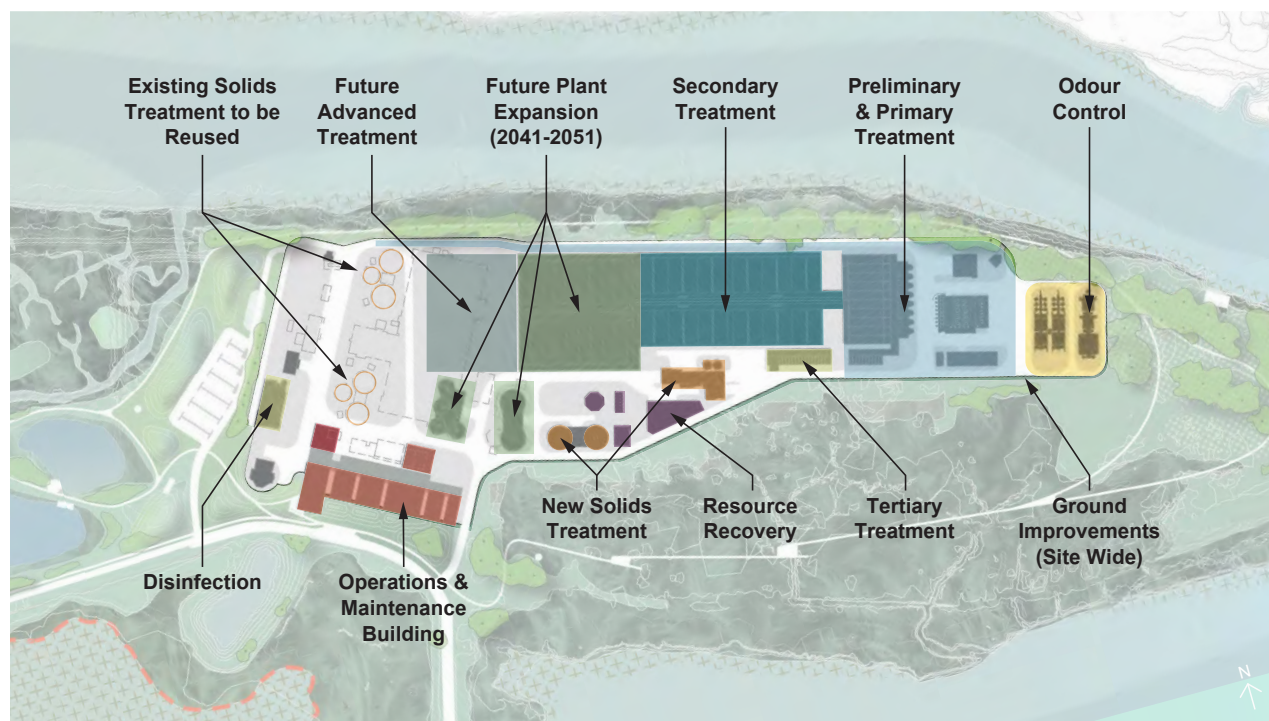 Existing Solids
Treatment to be
Reused
Future
Advanced
Treatment
Future Plant
Expansion
(2041-2051)
Secondary
Treatment
Preliminary
& Primary
Treatment
Odour
Control
New Solids
Treatment
Resource
Recovery
Tertiary
Treatment
Ground
Improvements
(Site Wide)
Disinfection
Operations &
Maintenance
Building
N